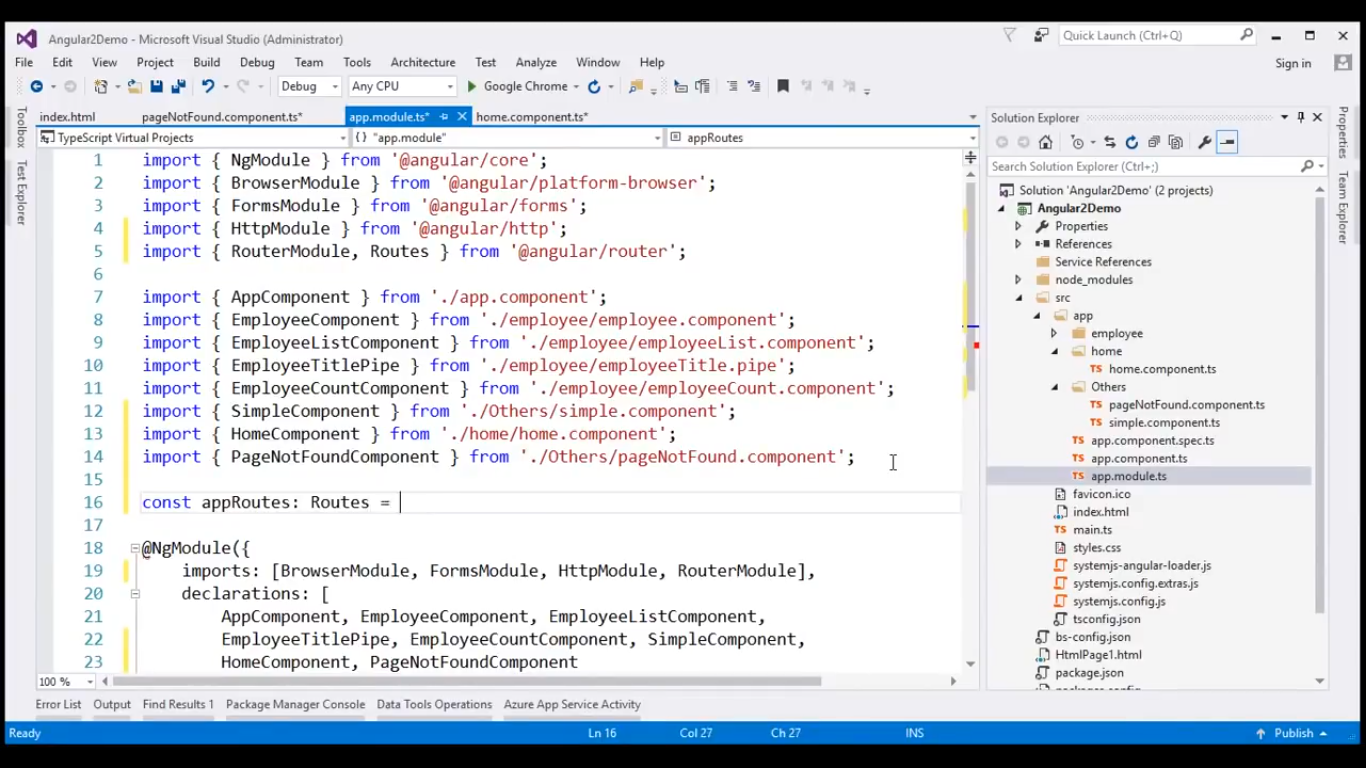 Angular2Demo - Microsoft Visual Studio (Administrator)
Quick Launch (Ctrl+Q)
File Edit View Project Build Debug Team Tools Architecture Test Analyze Window Help
Sign in
Debug Any CPU Google Chrome
Toolbox
Test Explorer
index.html pageNotFound.component.ts* app.module.ts* home.component.ts*
TypeScript Virtual Projects {} "app.module" appRoutes
1 import { NgModule } from '@angular/core';
2 import { BrowserModule } from '@angular/platform-browser';
3 import { FormsModule } from '@angular/forms';
4 import { HttpModule } from '@angular/http';
5 import { RouterModule, Routes } from '@angular/router';
6
7 import { AppComponent } from './app.component';
8 import { EmployeeComponent } from './employee/employee.component';
9 import { EmployeeListComponent } from './employee/employeeList.component';
10 import { EmployeeTitlePipe } from './employee/employeeTitle.pipe';
11 import { EmployeeCountComponent } from './employee/employeeCount.component';
12 import { SimpleComponent } from './Others/simple.component';
13 import { HomeComponent } from './home/home.component';
14 import { PageNotFoundComponent } from './Others/pageNotFound.component';
15
16 const appRoutes: Routes =
17
18 @NgModule({
19 imports: [BrowserModule, FormsModule, HttpModule, RouterModule],
20 declarations: [
21 AppComponent, EmployeeComponent, EmployeeListComponent,
22 EmployeeTitlePipe, EmployeeCountComponent, SimpleComponent,
23 HomeComponent, PageNotFoundComponent
100 %
Solution Explorer
Search Solution Explorer (Ctrl+;)
Solution 'Angular2Demo' (2 projects)
Angular2Demo
Properties
References
Service References
node_modules
src
app
employee
home
TS home.component.ts
Others
TS pageNotFound.component.ts
TS simple.component.ts
TS app.component.spec.ts
TS app.component.ts
TS app.module.ts
favicon.ico
index.html
TS main.ts
styles.css
systemjs-angular-loader.js
systemjs.config.extras.js
systemjs.config.js
tsconfig.json
bs-config.json
HtmlPage1.html
package.json
Properties
Team Explorer
Error List Output Find Results 1 Package Manager Console Data Tools Operations Azure App Service Activity
Ready Ln 16 Col 27 Ch 27 INS Publish